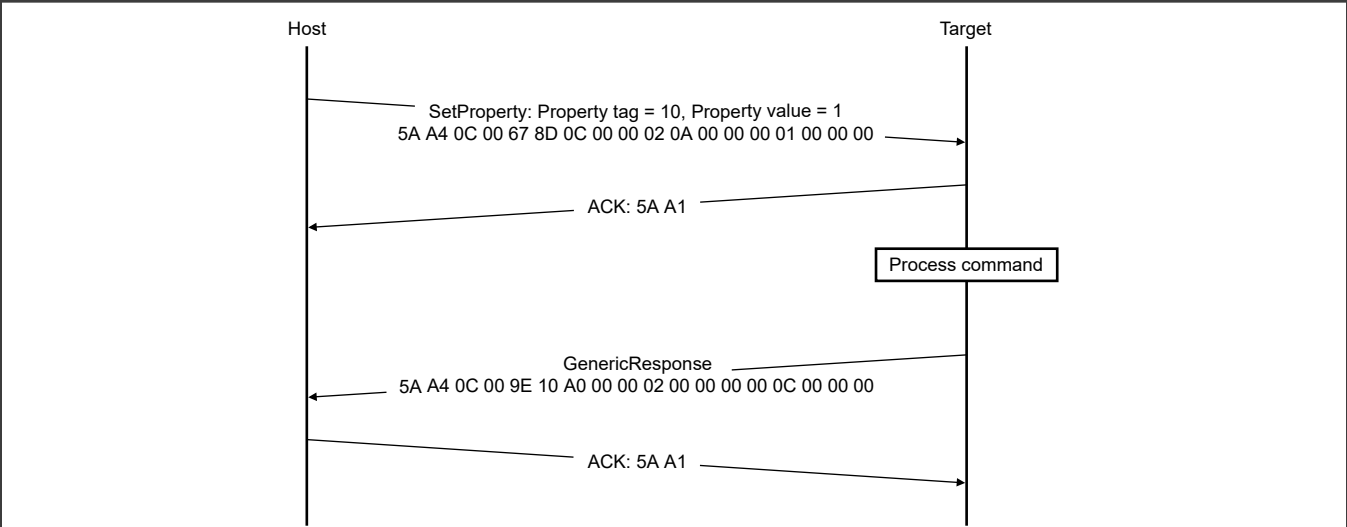 Host
Target
SetProperty: Property tag = 10, Property value = 1
5A A4 0C 00 67 8D 0C 00 00 02 0A 00 00 00 01 00 00 00
ACK: 5A A1
Process command
GenericResponse
5A A4 0C 00 9E 10 A0 00 00 02 00 00 00 00 0C 00 00 00
ACK: 5A A1